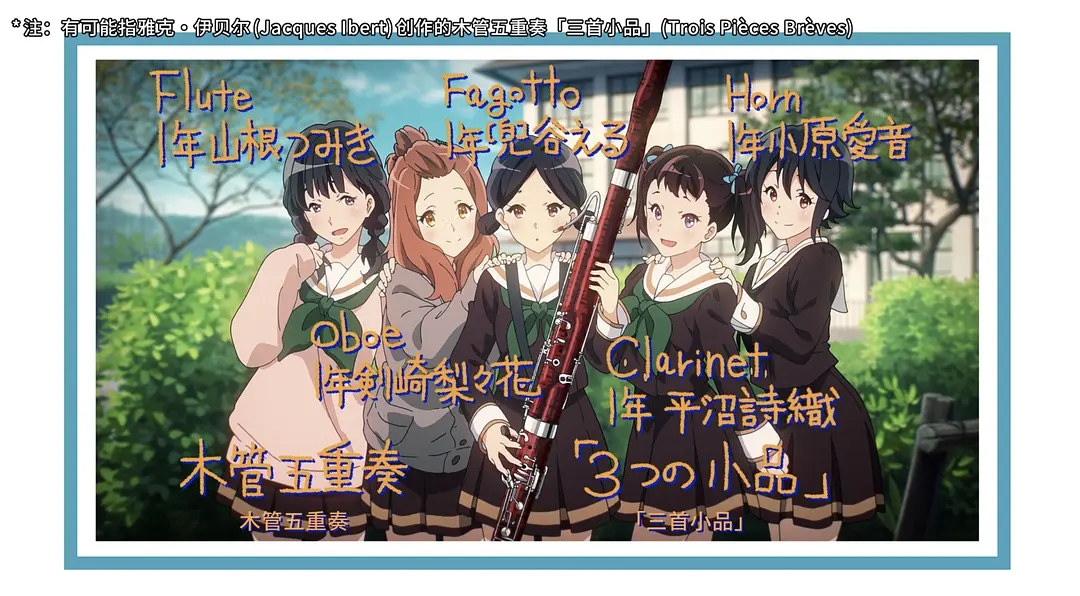 *注：有可能指雅克・伊贝尔(Jacques Ibert)创作的木管五重奏「三首小品」(Trois Pièces Brèves)
Flute
1年山根つみき
Fagotto
1年兜谷える
Horn
1年小原愛音
Oboe
1年剣崎梨々花
Clarinet
1年平沼詩織
木管五重奏
「3つの小品」
木管五重奏
「三首小品」